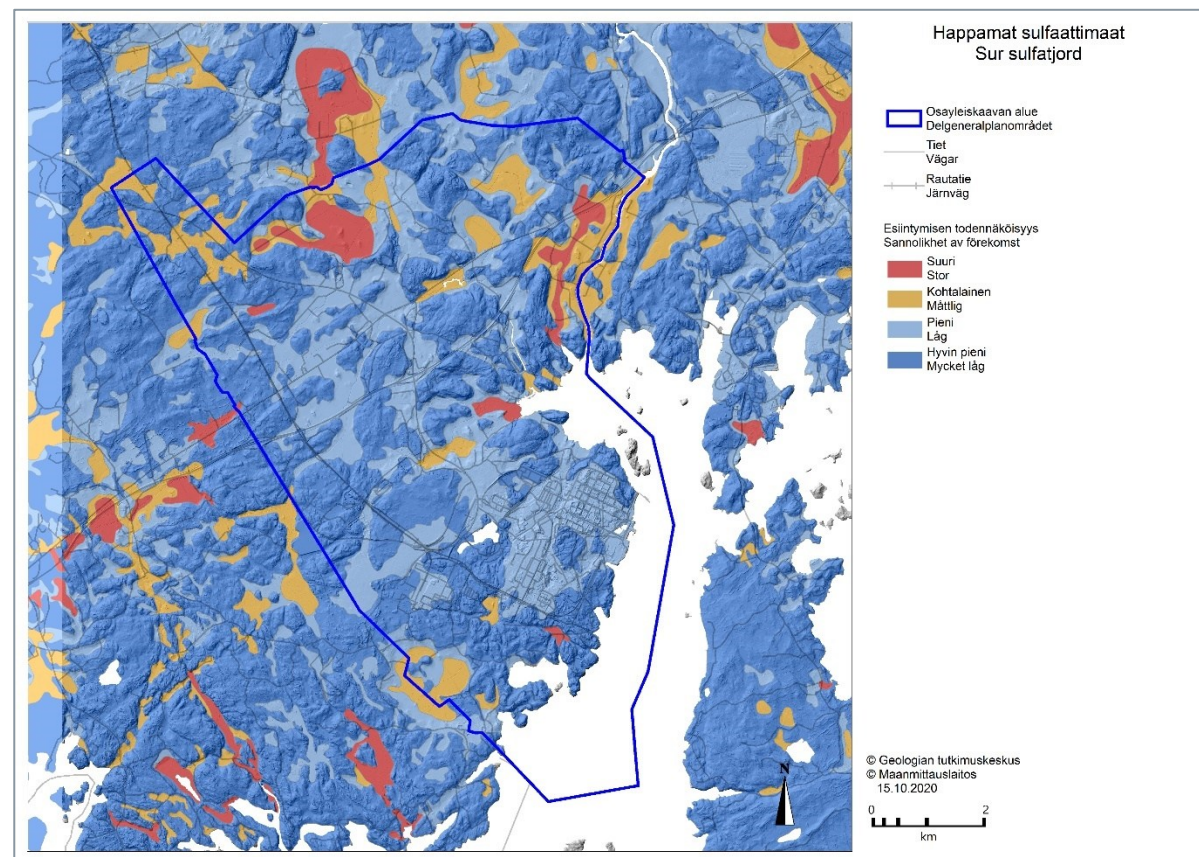 Happamat sulfaattimaat
Sur sulfatjord
Osayleiskaavan alue
Delgeneralplanområdet
Tiet
Vägar
Rautatie
Järnväg
Esiintymisen todennäköisyys
Sannolikhet av förekomst
Suuri
Stor
Kohtalainen
Måttlig
Pieni
Låg
Hyvin pieni
Mycket låg
N
© Geologian tutkimuskeskus
© Maanmittauslaitos
15.10.2020
0 2
km